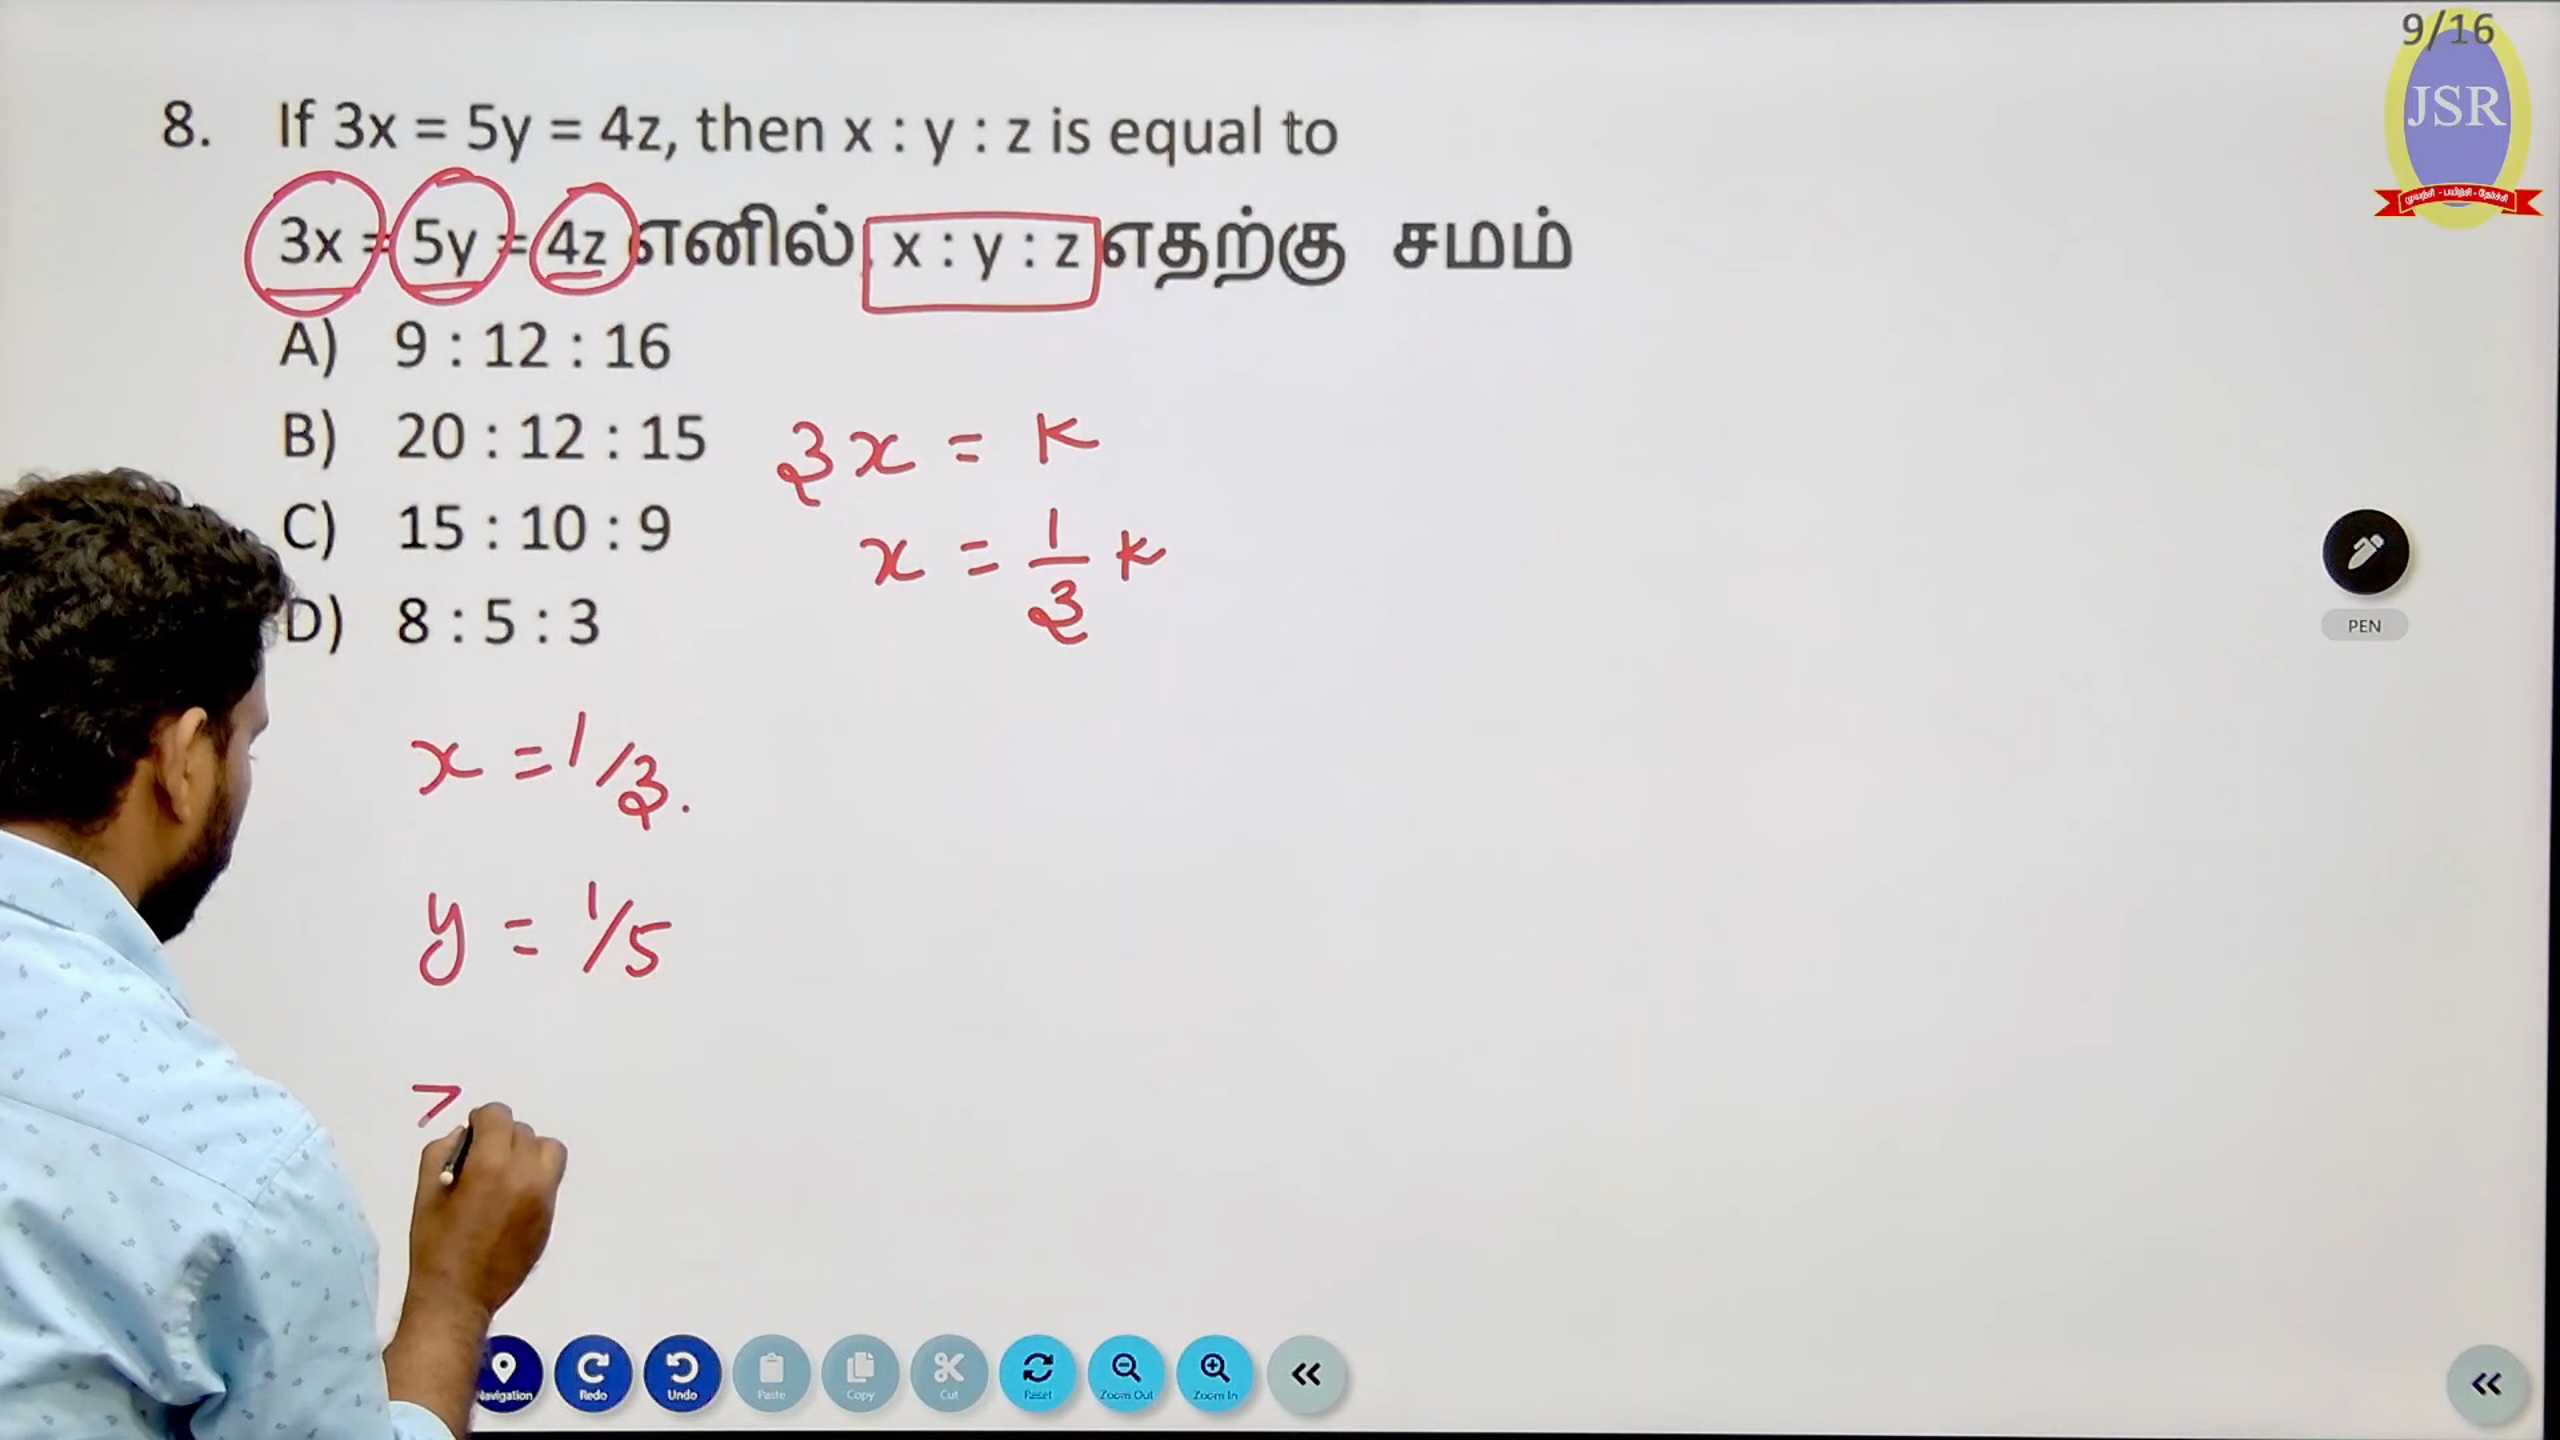 9/16
JSR
முயற்சி - பயிற்சி - தேர்ச்சி
8. If 3x = 5y = 4z, then x : y : z is equal to
3x = 5y = 4z எனில், x : y : z எதற்கு சமம்
A) 9 : 12 : 16
B) 20 : 12 : 15
C) 15 : 10 : 9
D) 8 : 5 : 3
3x = k
x = 1/3 k
x = 1/3.
y = 1/5
PEN
Navigation Redo Undo Paste Copy Cut Reset Zoom Out Zoom In